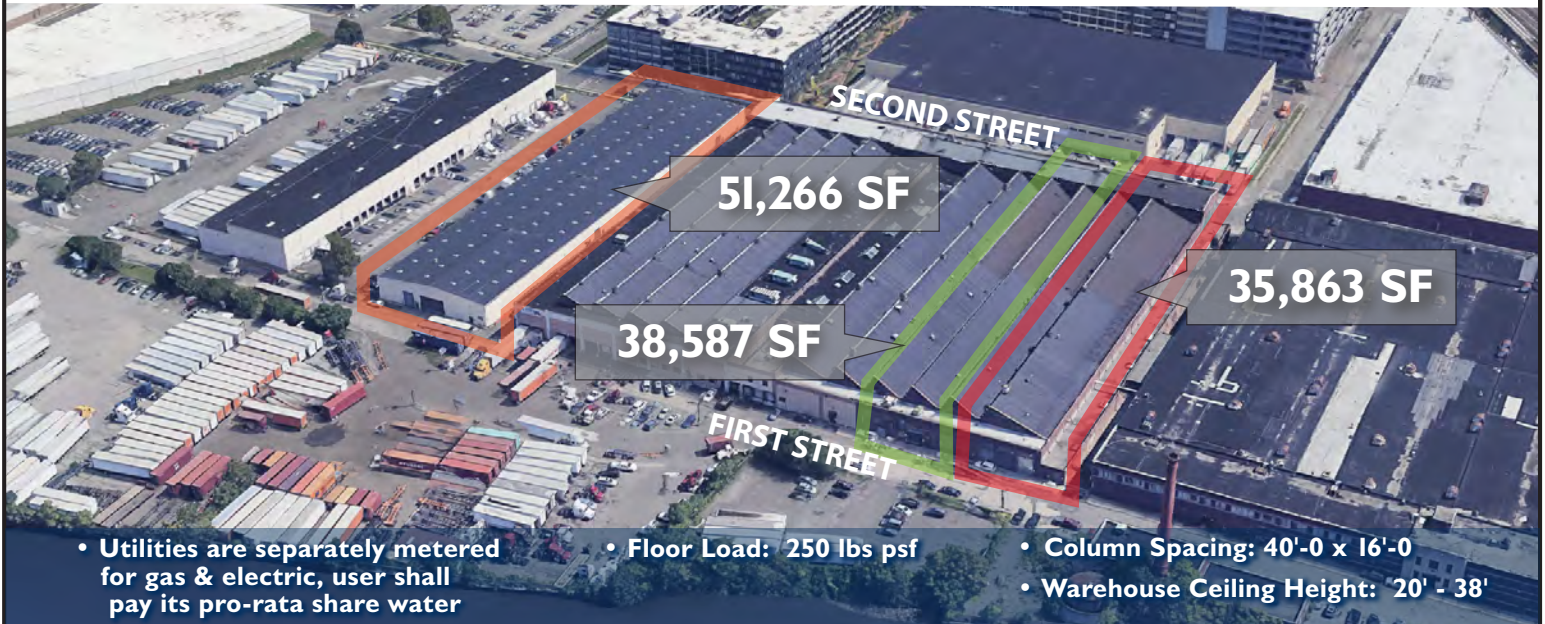 SECOND STREET
51,266 SF
35,863 SF
38,587 SF
FIRST STREET
• Utilities are separately metered
for gas & electric, user shall
pay its pro-rata share water
• Floor Load: 250 lbs psf
• Column Spacing: 40'-0 x 16'-0
• Warehouse Ceiling Height: 20' - 38'